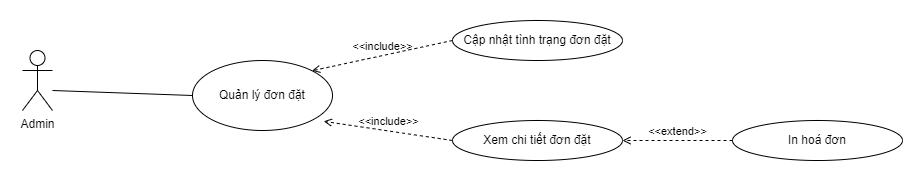 Cập nhật tình trạng đơn đặt
<<include>>
Quản lý đơn đặt
Admin
<<include>>
Xem chi tiết đơn đặt
<<extend>>
In hoá đơn